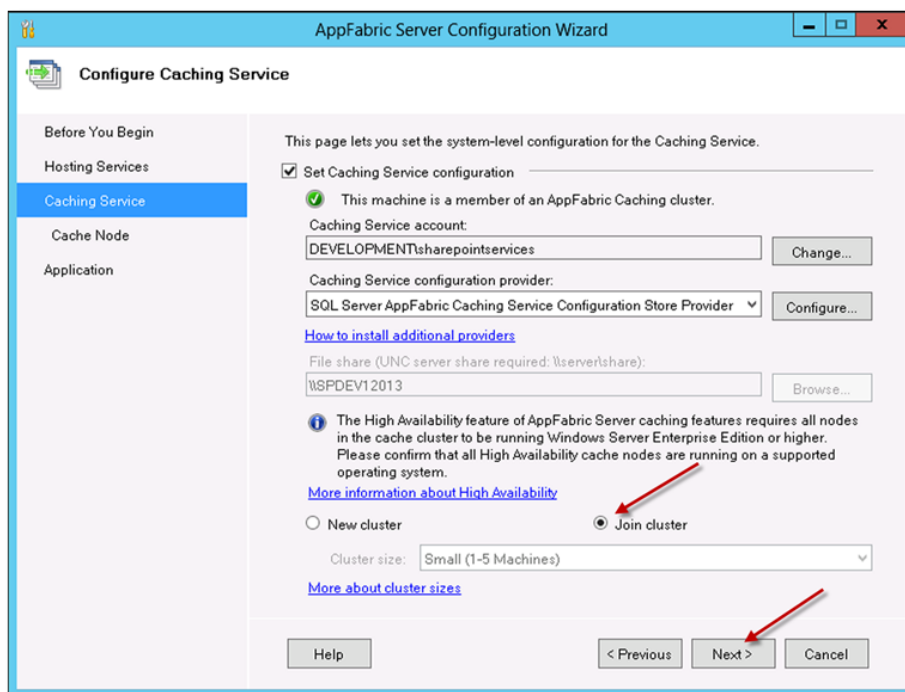 AppFabric Server Configuration Wizard
Configure Caching Service
Before You Begin
Hosting Services
Caching Service
Cache Node
Application
This page lets you set the system-level configuration for the Caching Service.
Set Caching Service configuration
This machine is a member of an AppFabric Caching cluster.
Caching Service account:
DEVELOPMENT\sharepointservices
Change...
Caching Service configuration provider:
SQL Server AppFabric Caching Service Configuration Store Provider
Configure...
How to install additional providers
File share (UNC server share required: \\server\share):
\\SPDEV12013
Browse...
The High Availability feature of AppFabric Server caching features requires all nodes
in the cache cluster to be running Windows Server Enterprise Edition or higher.
Please confirm that all High Availability cache nodes are running on a supported
operating system.
More information about High Availability
New cluster
Join cluster
Cluster size:
Small (1-5 Machines)
More about cluster sizes
Help
< Previous
Next >
Cancel